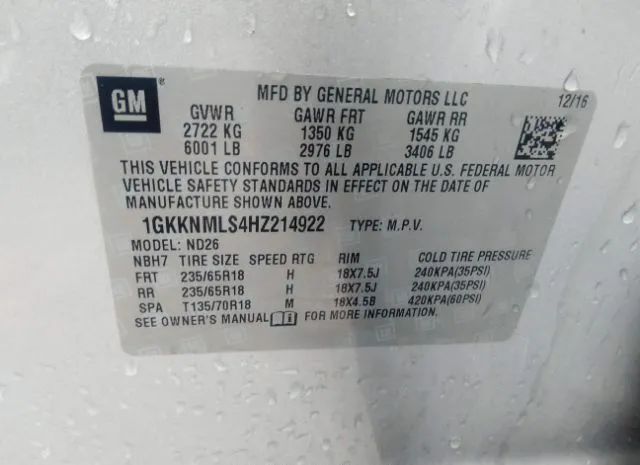 GM ®
MFD BY GENERAL MOTORS LLC 12/16
GVWR GAWR FRT GAWR RR
2722 KG 1350 KG 1545 KG
6001 LB 2976 LB 3406 LB
THIS VEHICLE CONFORMS TO ALL APPLICABLE U.S. FEDERAL MOTOR
VEHICLE SAFETY STANDARDS IN EFFECT ON THE DATE OF
MANUFACTURE SHOWN ABOVE.
1GKKNMLS4HZ214922 TYPE: M.P.V.
MODEL: ND26
NBH7 TIRE SIZE SPEED RTG RIM COLD TIRE PRESSURE
FRT 235/65R18 H 18X7.5J 240KPA(35PSI)
RR 235/65R18 H 18X7.5J 240KPA(35PSI)
SPA T135/70R18 M 18X4.5B 420KPA(60PSI)
SEE OWNER'S MANUAL FOR MORE INFORMATION.